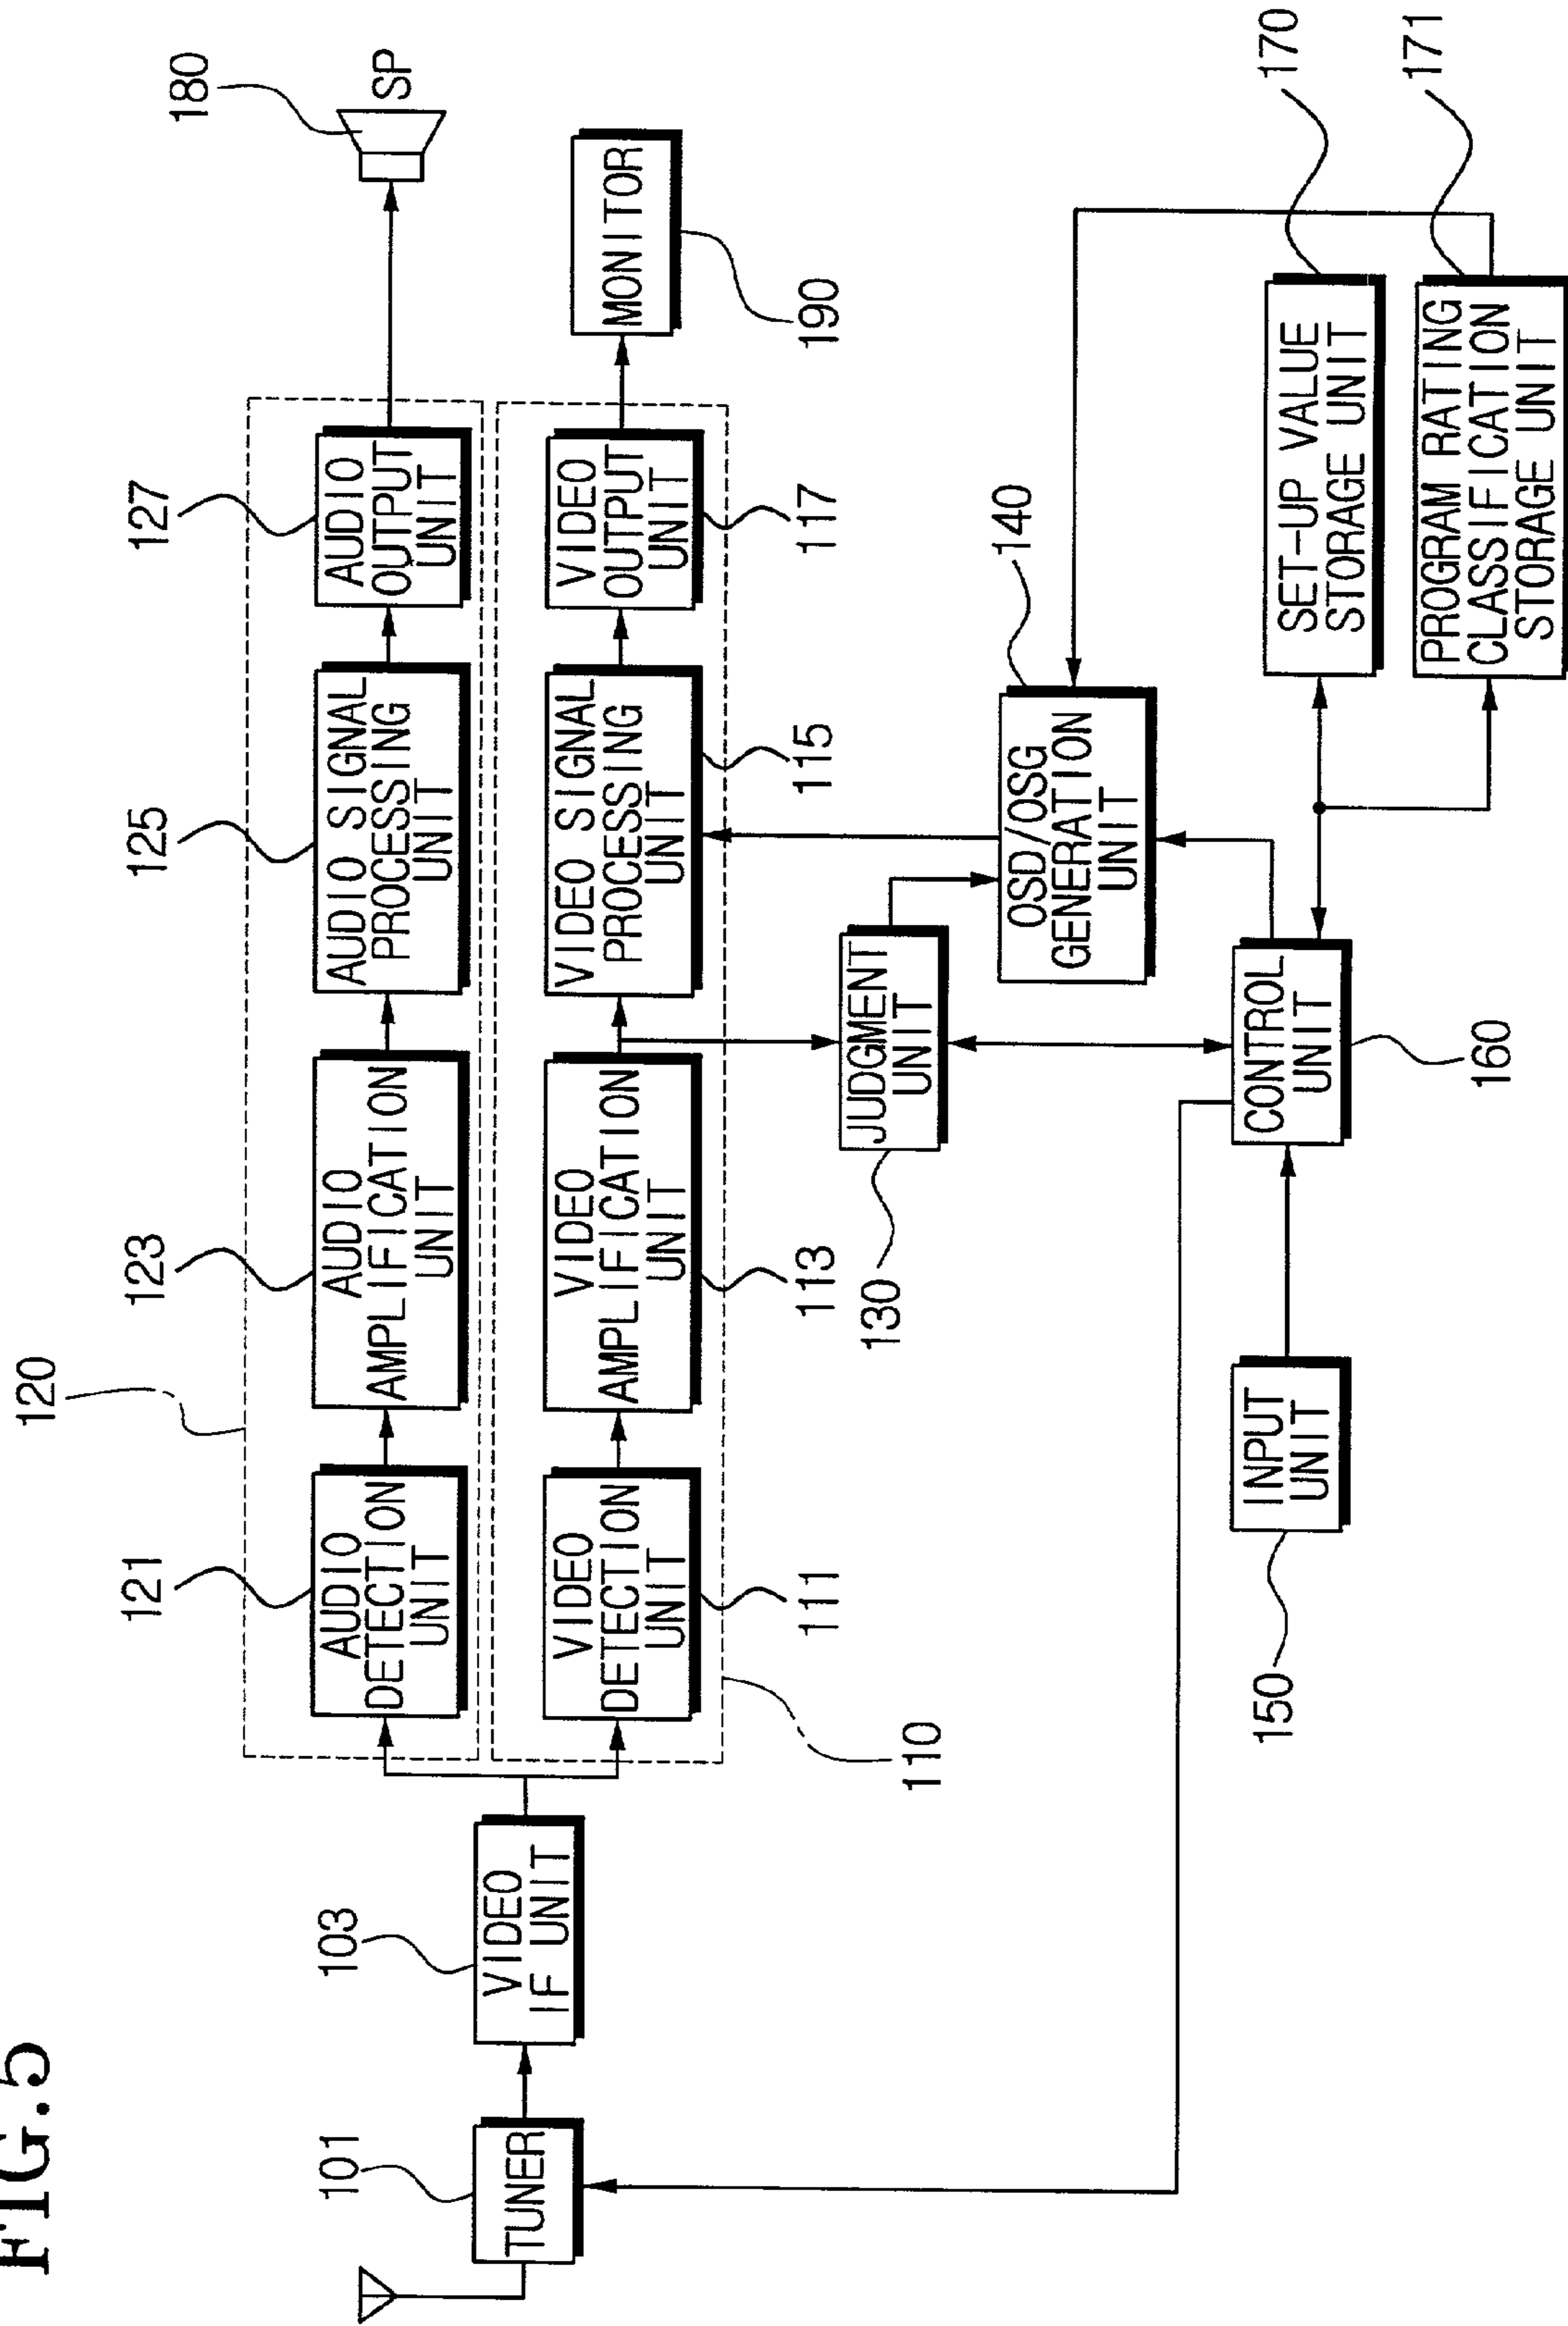 FIG.5
120
121
123
125
127
180
AUDIO
DETECTION
UNIT
AUDIO
AMPLIFICATION
UNIT
AUDIO SIGNAL
PROCESSING
UNIT
AUDIO
OUTPUT
UNIT
SP
101
103
TUNER
VIDEO
IF UNIT
VIDEO
DETECTION
UNIT
VIDEO
AMPLIFICATION
UNIT
VIDEO SIGNAL
PROCESSING
UNIT
VIDEO
OUTPUT
UNIT
MONITOR
110
111
113
115
117
190
130
JUDGMENT
UNIT
140
OSD/OSG
GENERATION
UNIT
150
INPUT
UNIT
CONTROL
UNIT
160
SET-UP VALUE
STORAGE UNIT
170
PROGRAM RATING
CLASSIFICATION
STORAGE UNIT
171